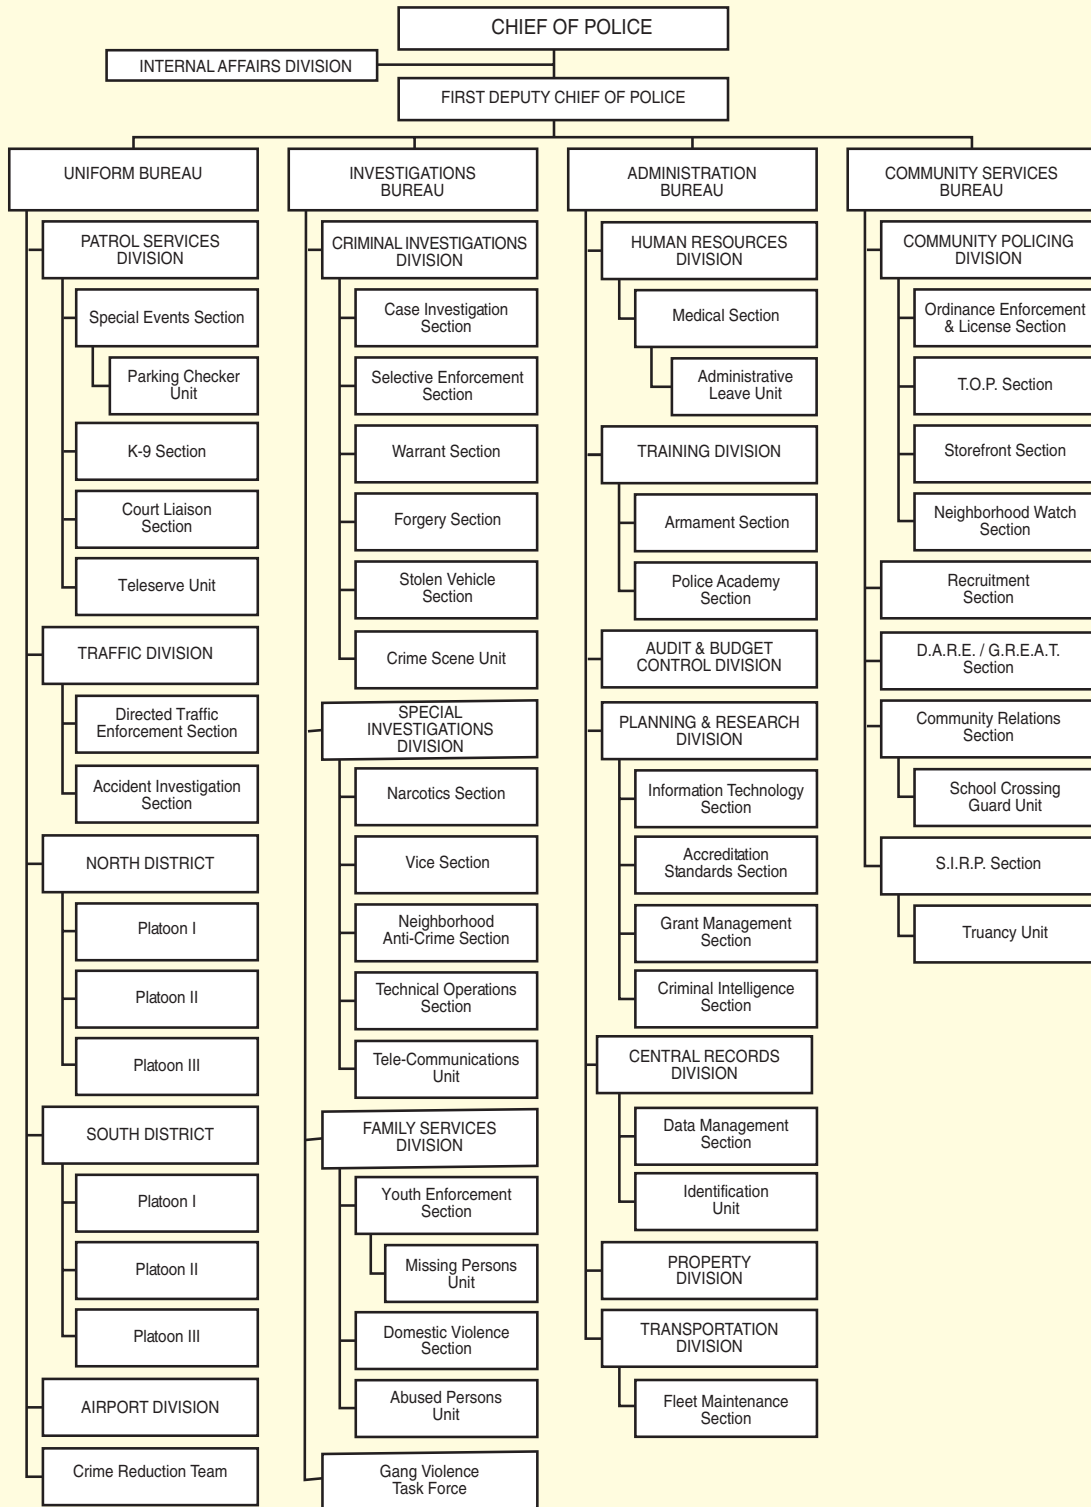 CHIEF OF POLICE
INTERNAL AFFAIRS DIVISION
FIRST DEPUTY CHIEF OF POLICE
UNIFORM BUREAU
PATROL SERVICES
DIVISION
Special Events Section
Parking Checker
Unit
K-9 Section
Court Liaison
Section
Teleserve Unit
TRAFFIC DIVISION
Directed Traffic
Enforcement Section
Accident Investigation
Section
NORTH DISTRICT
Platoon I
Platoon II
Platoon III
SOUTH DISTRICT
Platoon I
Platoon II
Platoon III
AIRPORT DIVISION
Crime Reduction Team
INVESTIGATIONS
BUREAU
CRIMINAL INVESTIGATIONS
DIVISION
Case Investigation
Section
Selective Enforcement
Section
Warrant Section
Forgery Section
Stolen Vehicle
Section
Crime Scene Unit
SPECIAL
INVESTIGATIONS
DIVISION
Narcotics Section
Vice Section
Neighborhood
Anti-Crime Section
Technical Operations
Section
Tele-Communications
Unit
FAMILY SERVICES
DIVISION
Youth Enforcement
Section
Missing Persons
Unit
Domestic Violence
Section
Abused Persons
Unit
Gang Violence
Task Force
ADMINISTRATION
BUREAU
HUMAN RESOURCES
DIVISION
Medical Section
Administrative
Leave Unit
TRAINING DIVISION
Armament Section
Police Academy
Section
AUDIT & BUDGET
CONTROL DIVISION
PLANNING & RESEARCH
DIVISION
Information Technology
Section
Accreditation
Standards Section
Grant Management
Section
Criminal Intelligence
Section
CENTRAL RECORDS
DIVISION
Data Management
Section
Identification
Unit
PROPERTY
DIVISION
TRANSPORTATION
DIVISION
Fleet Maintenance
Section
COMMUNITY SERVICES
BUREAU
COMMUNITY POLICING
DIVISION
Ordinance Enforcement
& License Section
T.O.P. Section
Storefront Section
Neighborhood Watch
Section
Recruitment
Section
D.A.R.E. / G.R.E.A.T.
Section
Community Relations
Section
School Crossing
Guard Unit
S.I.R.P. Section
Truancy Unit